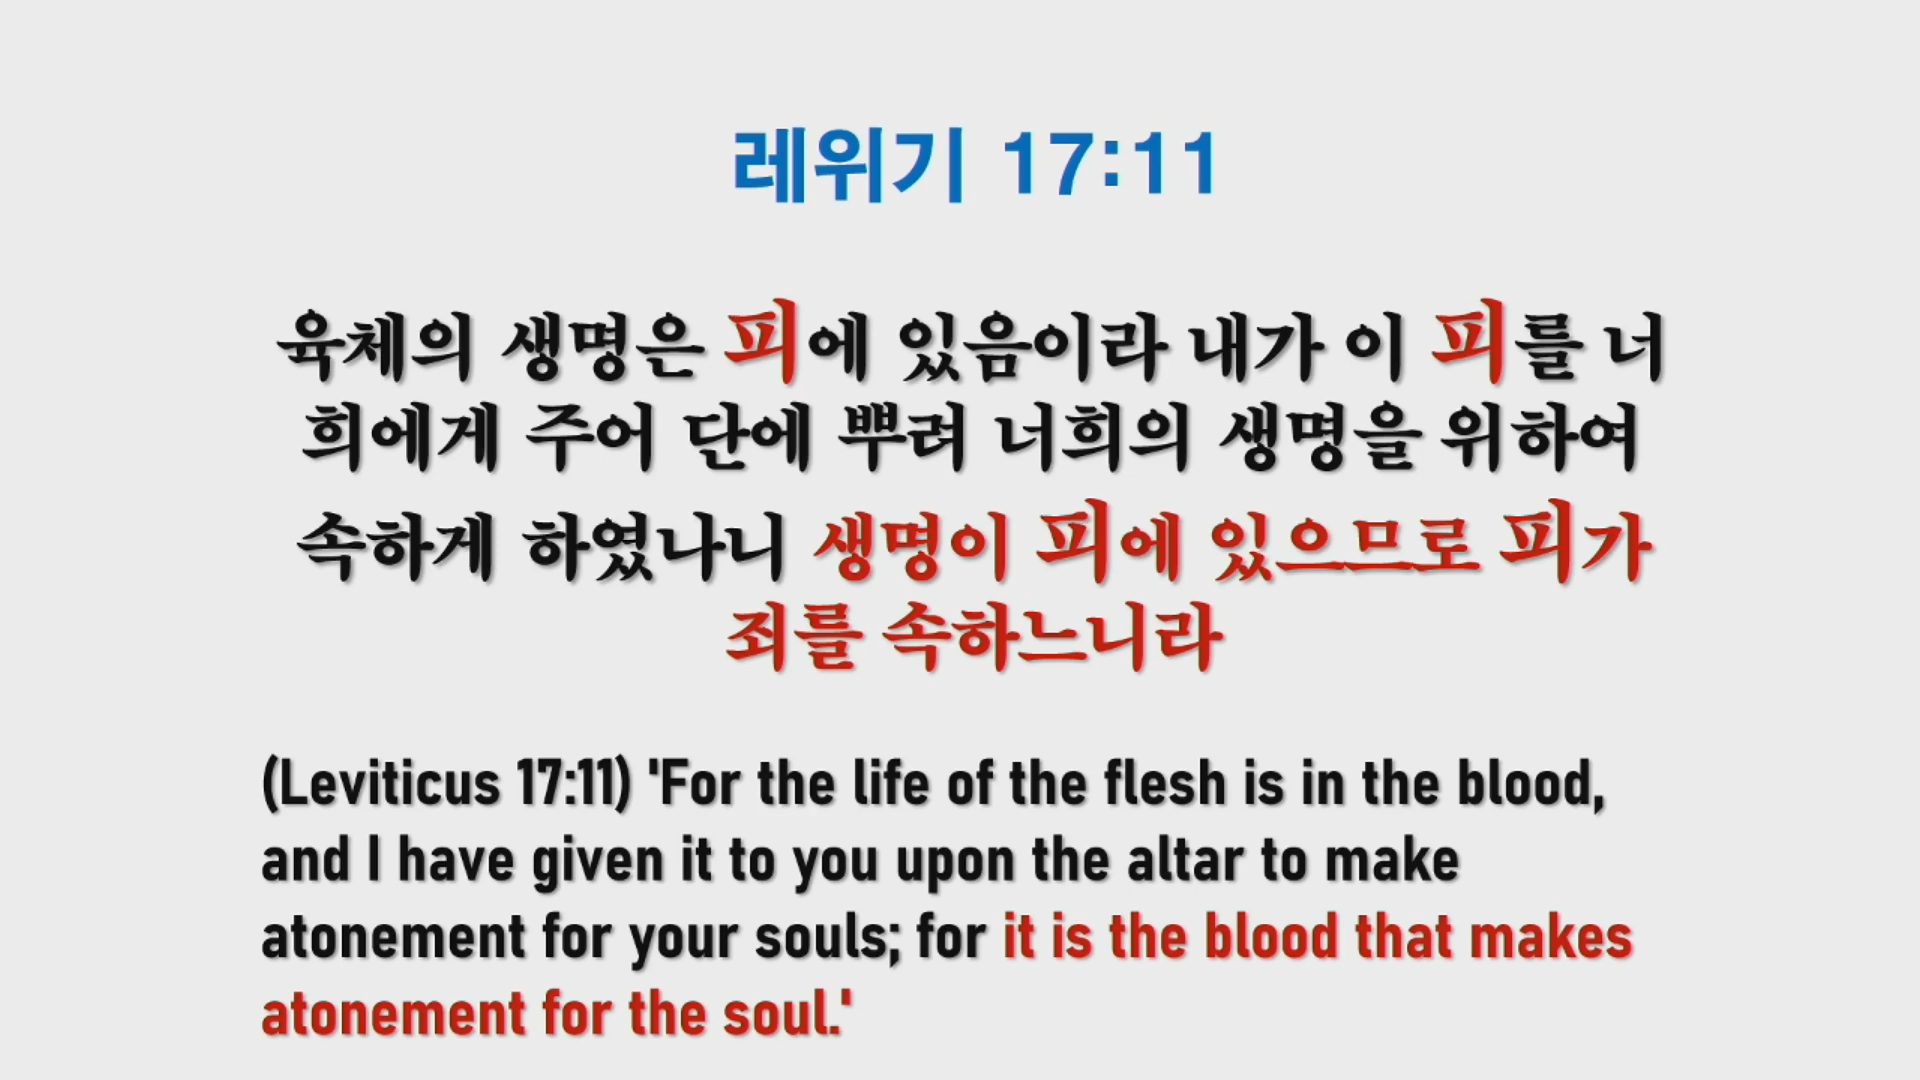 레위기 17:11
육체의 생명은 피에 있음이라 내가 이 피를 너
희에게 주어 단에 뿌려 너희의 생명을 위하여
속하게 하였나니 생명이 피에 있으므로 피가
죄를 속하느니라
(Leviticus 17:11) 'For the life of the flesh is in the blood,
and I have given it to you upon the altar to make
atonement for your souls; for it is the blood that makes
atonement for the soul.'